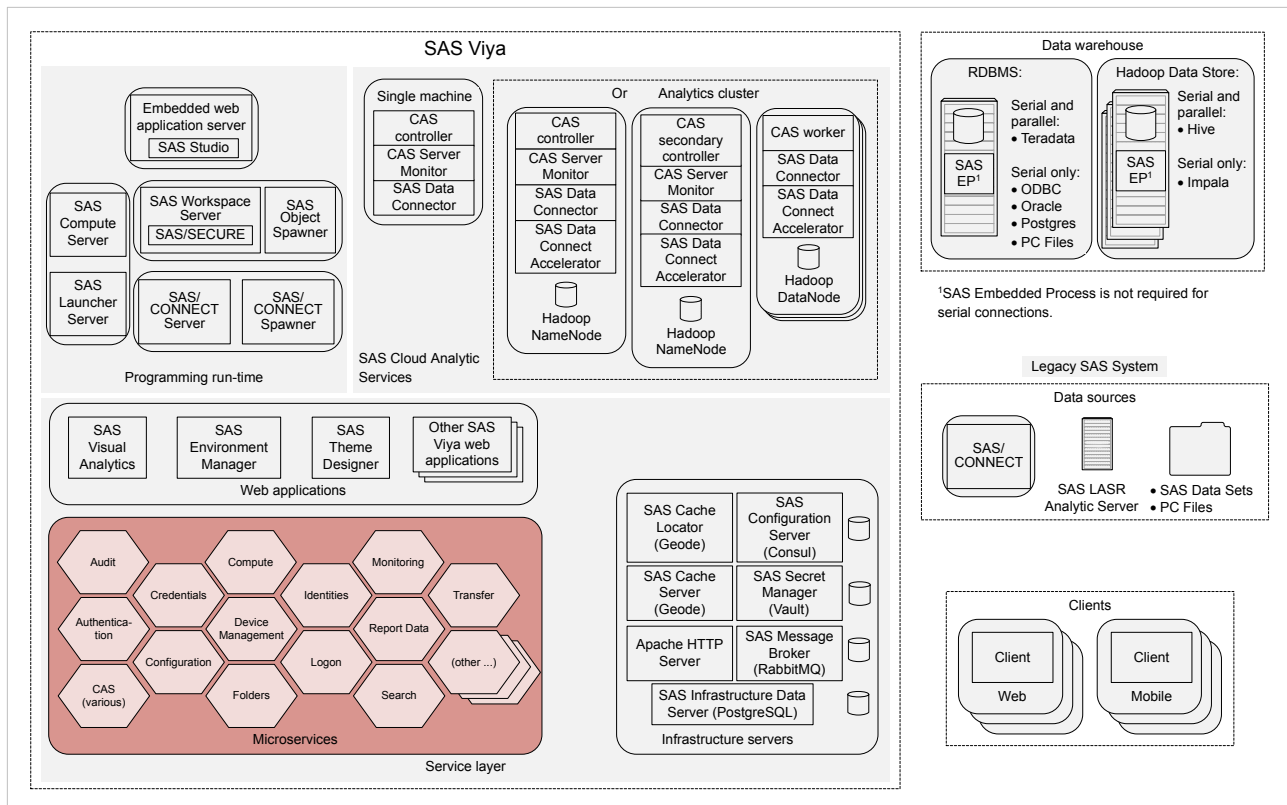 SAS Viya
Embedded web
application server
SAS Studio
SAS
Compute
Server
SAS
Launcher
Server
SAS Workspace
Server
SAS/SECURE
SAS
Object
Spawner
SAS/
CONNECT
Server
SAS/
CONNECT
Spawner
Programming run-time
Single machine
CAS
controller
CAS Server
Monitor
SAS Data
Connector
SAS Cloud Analytic
Services
Or Analytics cluster
CAS
controller
CAS Server
Monitor
SAS Data
Connector
SAS Data
Connect
Accelerator
Hadoop
NameNode
CAS
secondary
controller
CAS Server
Monitor
SAS Data
Connector
SAS Data
Connect
Accelerator
Hadoop
NameNode
CAS worker
SAS Data
Connector
SAS Data
Connect
Accelerator
Hadoop
DataNode
SAS
Visual
Analytics
SAS
Environment
Manager
SAS
Theme
Designer
Other SAS
Viya web
applications
Web applications
Audit
Compute
Monitoring
Credentials
Identities
Transfer
Authentica-
tion
Device
Management
Report Data
Configuration
Logon
(other ...)
CAS
(various)
Folders
Search
Microservices
SAS Cache
Locator
(Geode)
SAS
Configuration
Server
(Consul)
SAS Cache
Server
(Geode)
SAS Secret
Manager
(Vault)
Apache HTTP
Server
SAS Message
Broker
(RabbitMQ)
SAS Infrastructure Data
Server (PostgreSQL)
Infrastructure servers
Service layer
Data warehouse
RDBMS:
SAS
EP¹
Serial and
parallel:
• Teradata
Serial only:
• ODBC
• Oracle
• Postgres
• PC Files
Hadoop Data Store:
SAS
EP¹
Serial and
parallel:
• Hive
Serial only:
• Impala
¹SAS Embedded Process is not required for
serial connections.
Legacy SAS System
Data sources
SAS/
CONNECT
SAS LASR
Analytic Server
• SAS Data Sets
• PC Files
Clients
Client
Web
Client
Mobile